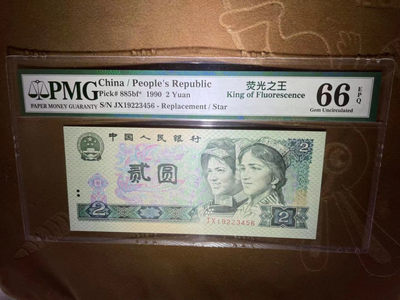 PMG
PAPER MONEY GUARANTY
China / People's Republic
Pick# 885bf* 1990 2 Yuan
S/N JX19223456 - Replacement / Star
荧光之王
King of Fluorescence
66 EPQ
Gem Uncirculated
中国人民银行
贰圆
2
2
JX19223456